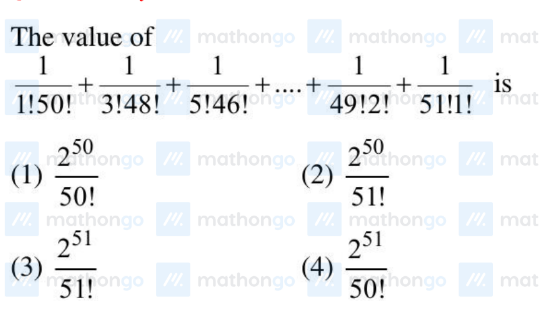 The value of
1/(1!50!) + 1/(3!48!) + 1/(5!46!) + .... + 1/(49!2!) + 1/(51!1!) is
(1) 2^50/50! (2) 2^50/51!
(3) 2^51/51! (4) 2^51/50!
mathongo